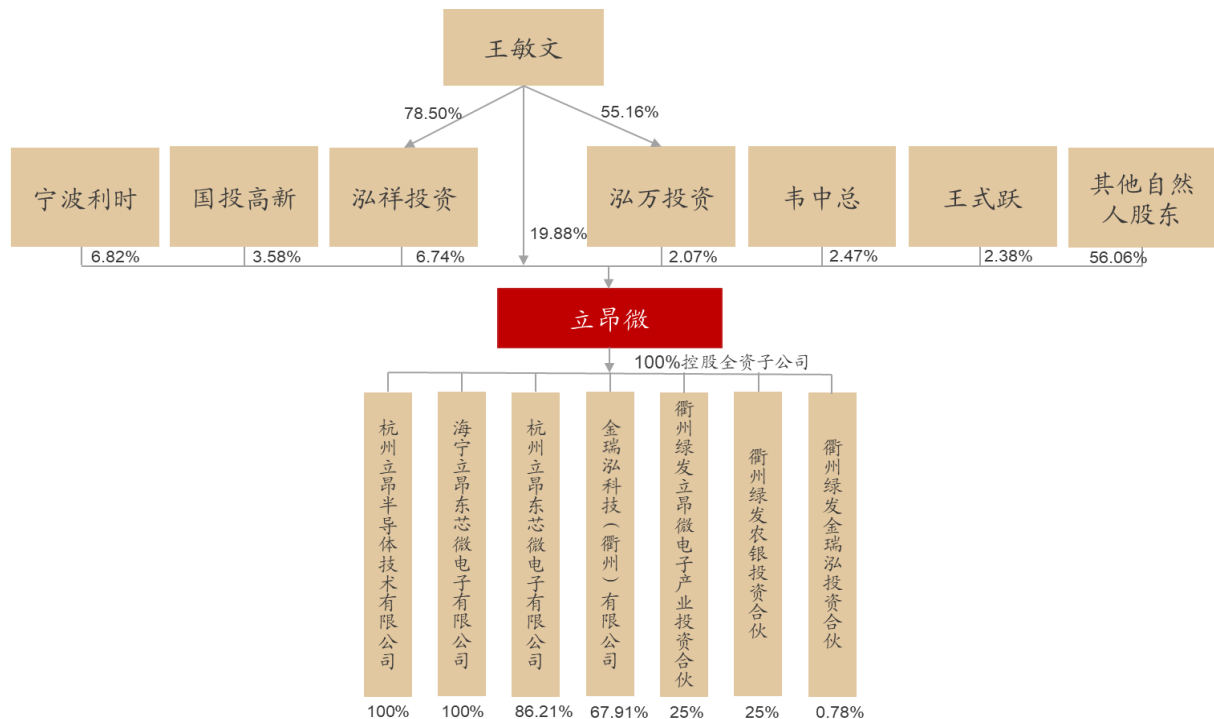 王敏文
78.50%
55.16%
宁波利时
国投高新
泓祥投资
泓万投资
韦中总
王式跃
其他自然
人股东
19.88%
6.82%
3.58%
6.74%
2.07%
2.47%
2.38%
56.06%
立昂微
100%控股全资子公司
杭州立昂半导体技术有限公司
海宁立昂东芯微电子有限公司
杭州立昂东芯微电子有限公司
金瑞泓科技（衢州）有限公司
衢州绿发立昂微电子产业投资合伙
衢州绿发农银投资合伙
衢州绿发金瑞泓投资合伙
100%
100%
86.21%
67.91%
25%
25%
0.78%